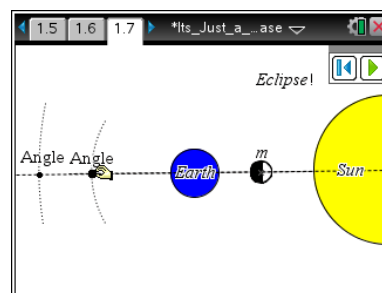 1.5 1.6 1.7 *Its_Just_a_...ase
Eclipse!
Angle Angle
m
Earth
Sun